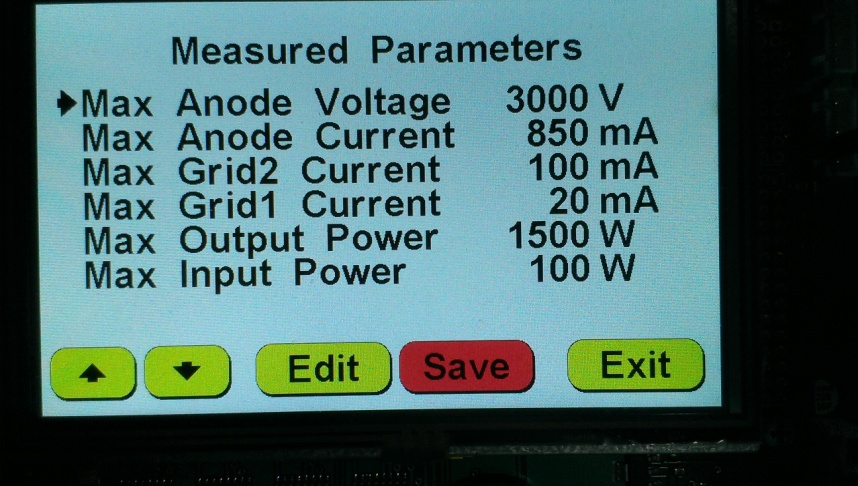 Measured Parameters
Max Anode Voltage 3000 V
Max Anode Current 850 mA
Max Grid2 Current 100 mA
Max Grid1 Current 20 mA
Max Output Power 1500 W
Max Input Power 100 W
Edit Save Exit